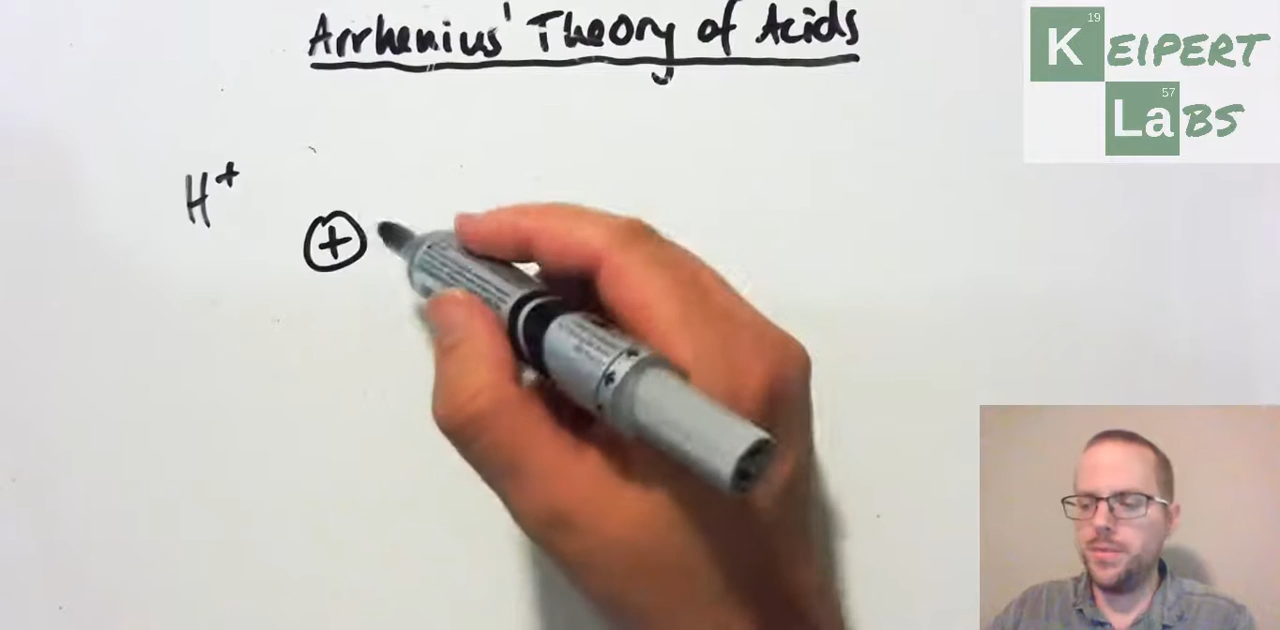 Arrhenius' Theory of Acids
19
KEIPERT
57
LaBS
H+
+